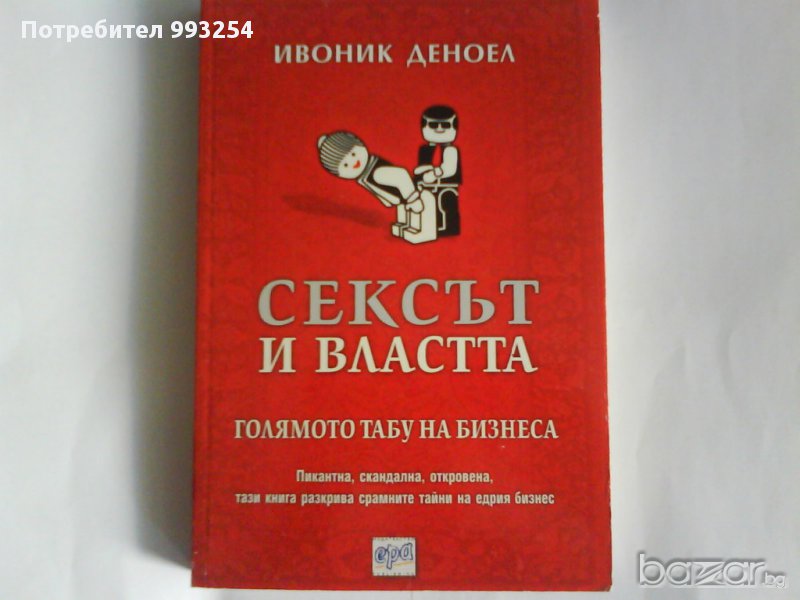 Потребител 993254
ИВОНИК ДЕНОЕЛ
СЕКСЪТ
И ВЛАСТТА
ГОЛЯМОТО ТАБУ НА БИЗНЕСА
Пикантна, скандална, откровена,
тази книга разкрива срамните тайни на едрия бизнес
ера
bazar.bg